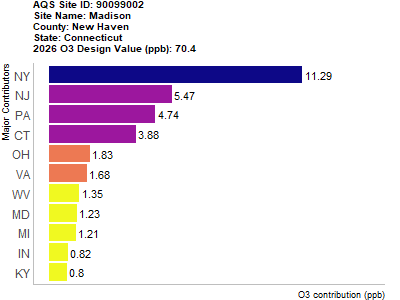 AQS Site ID: 90099002
Site Name: Madison
County: New Haven
State: Connecticut
2026 O3 Design Value (ppb): 70.4
Major Contributors
NY 11.29
NJ 5.47
PA 4.74
CT 3.88
OH 1.83
VA 1.68
WV 1.35
MD 1.23
MI 1.21
IN 0.82
KY 0.8
O3 contribution (ppb)